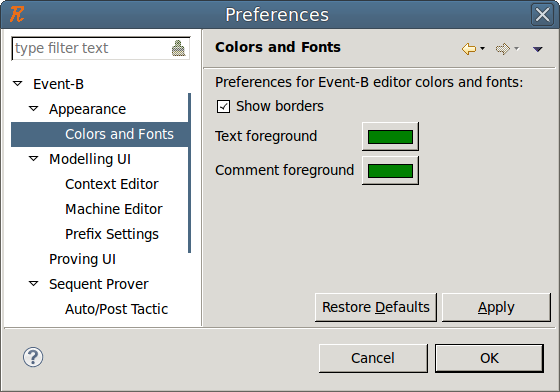 Preferences
type filter text
Event-B
Appearance
Colors and Fonts
Modelling UI
Context Editor
Machine Editor
Prefix Settings
Proving UI
Sequent Prover
Auto/Post Tactic
Colors and Fonts
Preferences for Event-B editor colors and fonts:
Show borders
Text foreground
Comment foreground
Restore Defaults Apply
Cancel OK